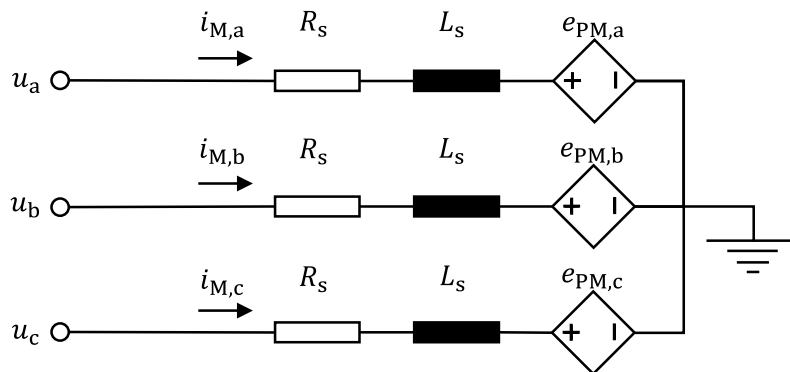 i_M,a R_s L_s e_PM,a
u_a + −
i_M,b R_s L_s e_PM,b
u_b + −
i_M,c R_s L_s e_PM,c
u_c + −